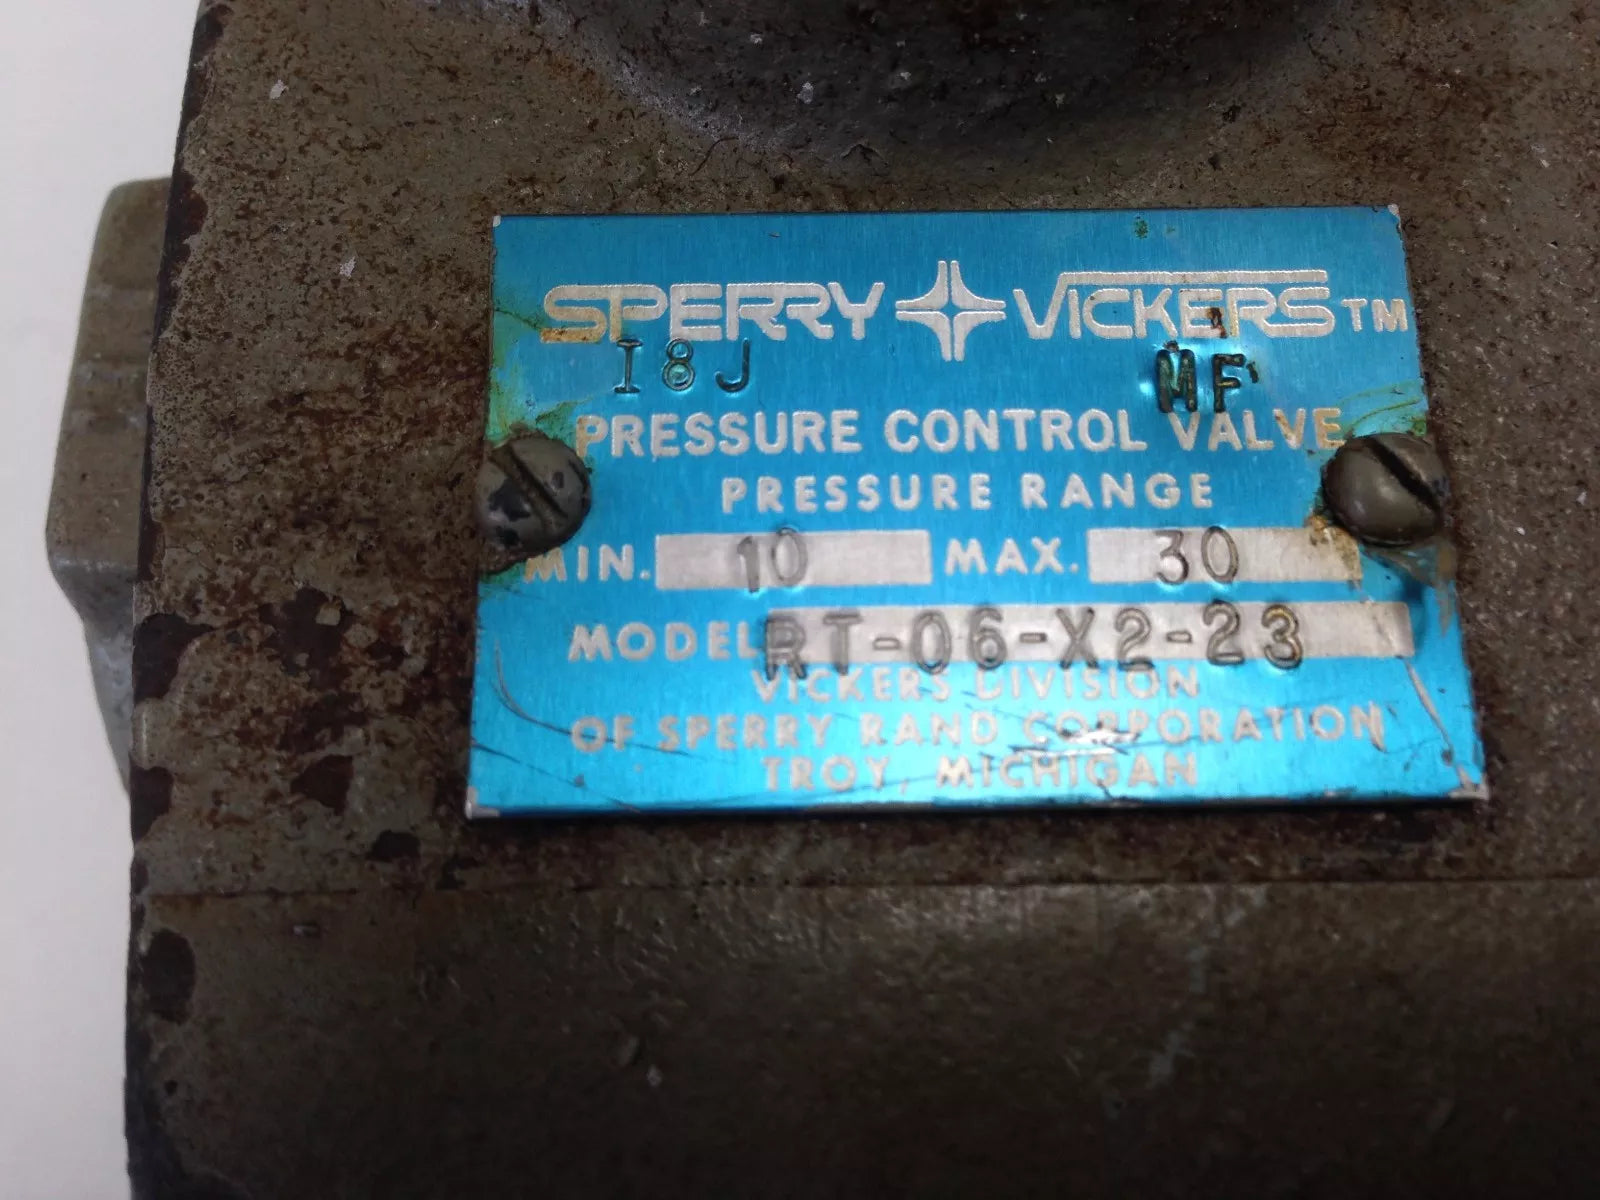 SPERRY VICKERS TM
I8J MF
PRESSURE CONTROL VALVE
PRESSURE RANGE
MIN. 10 MAX. 30
MODEL RT-06-X2-23
VICKERS DIVISION
OF SPERRY RAND CORPORATION
TROY, MICHIGAN